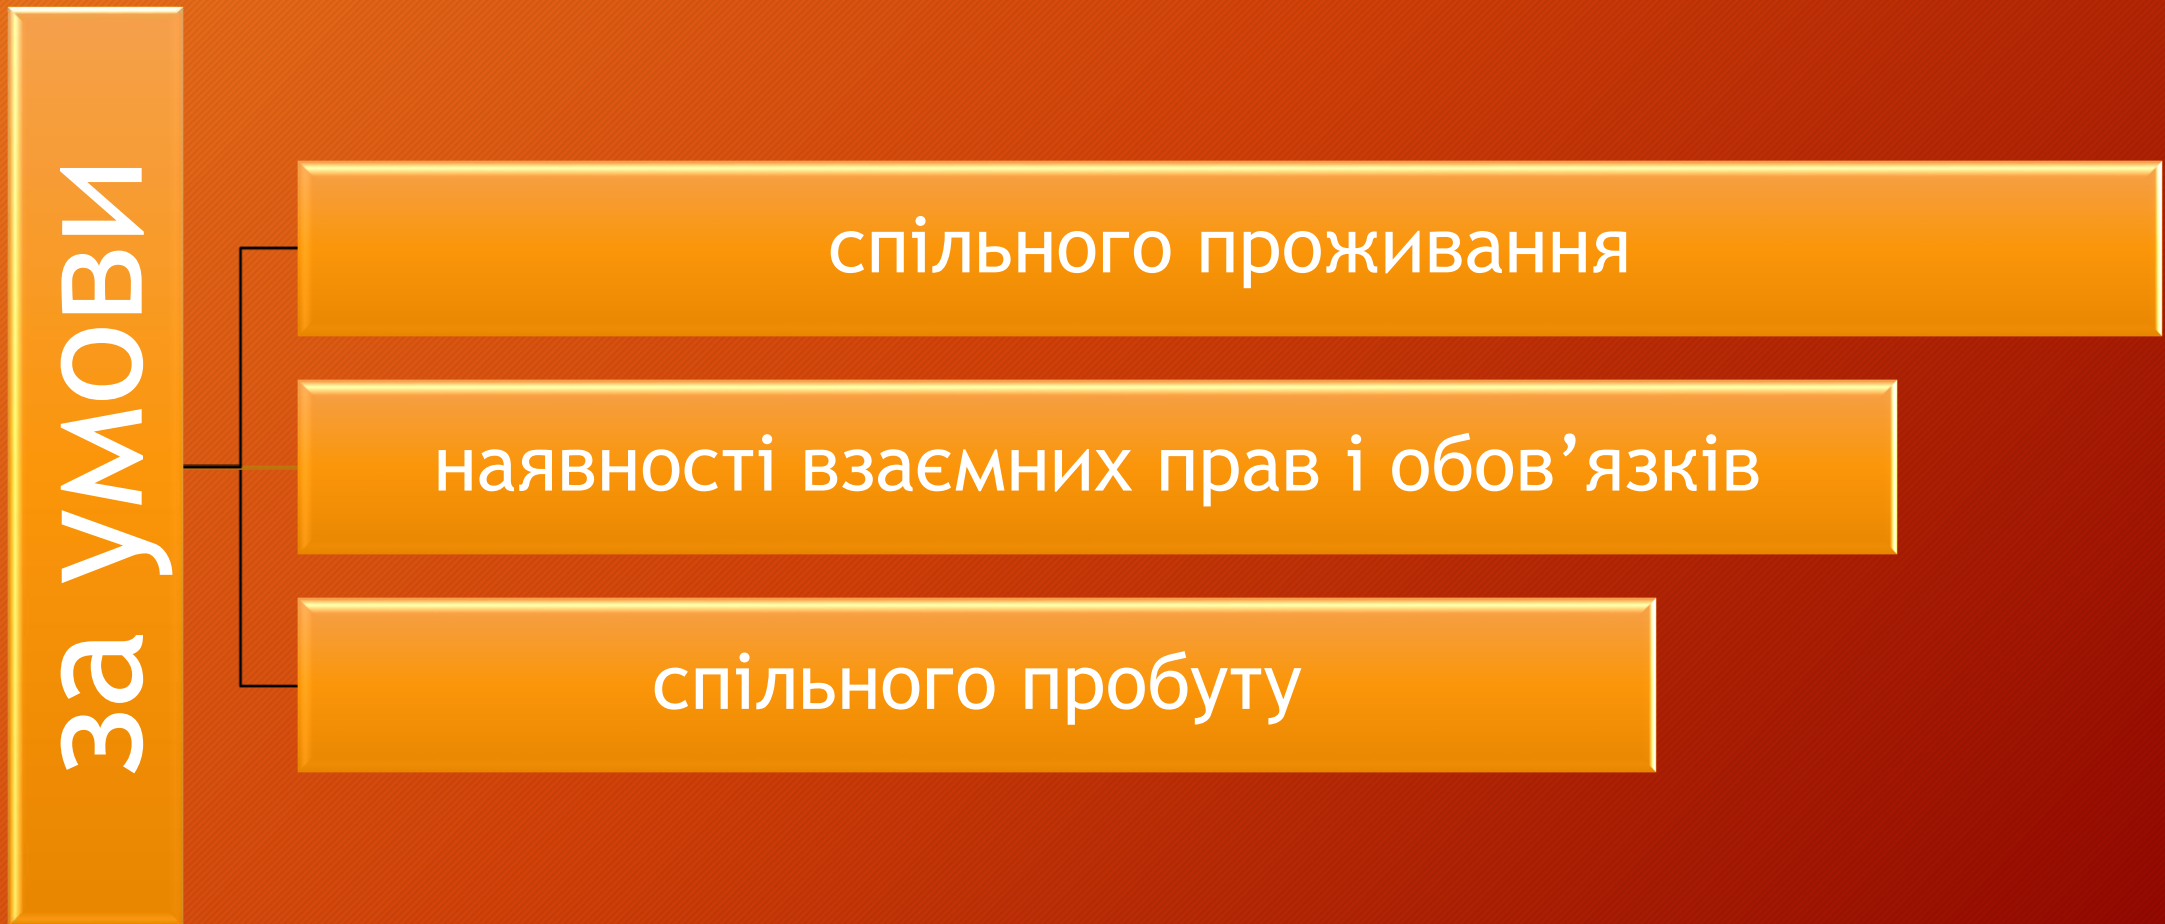 за умови
спільного проживання
наявності взаємних прав і обов’язків
спільного пробуту